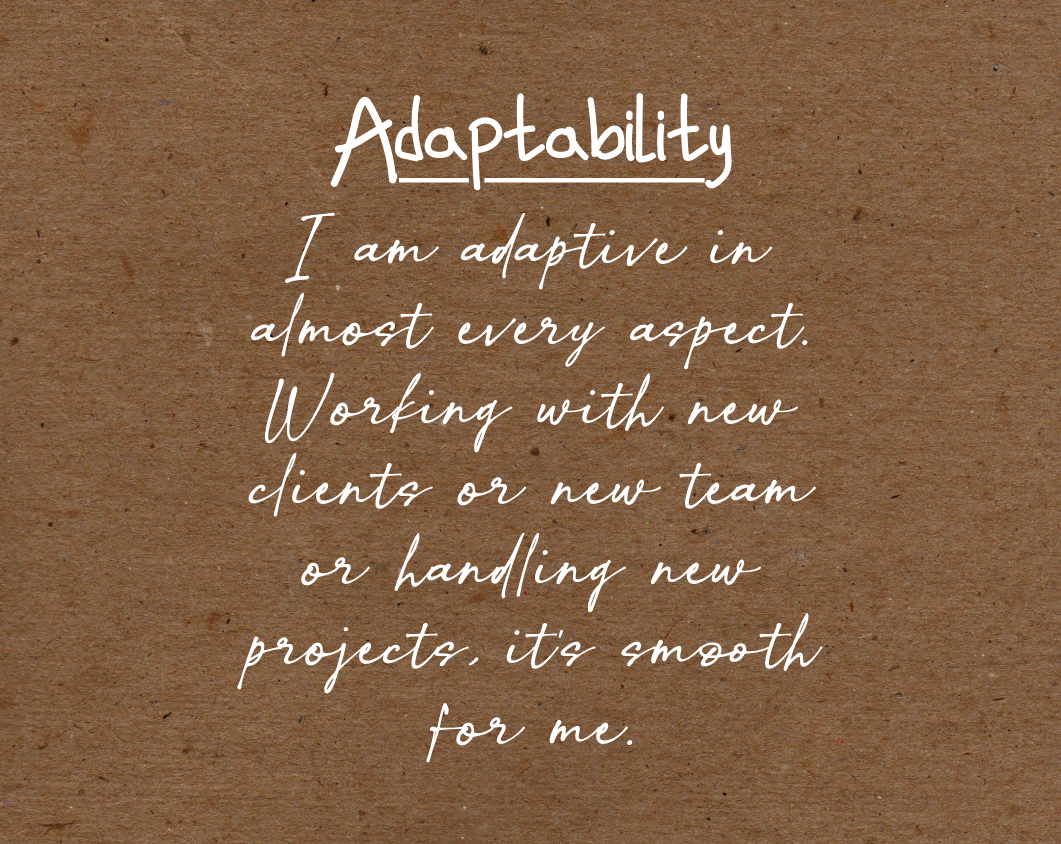 Adaptability
I am adaptive in
almost every aspect.
Working with new
clients or new team
or handling new
projects, it's smooth
for me.